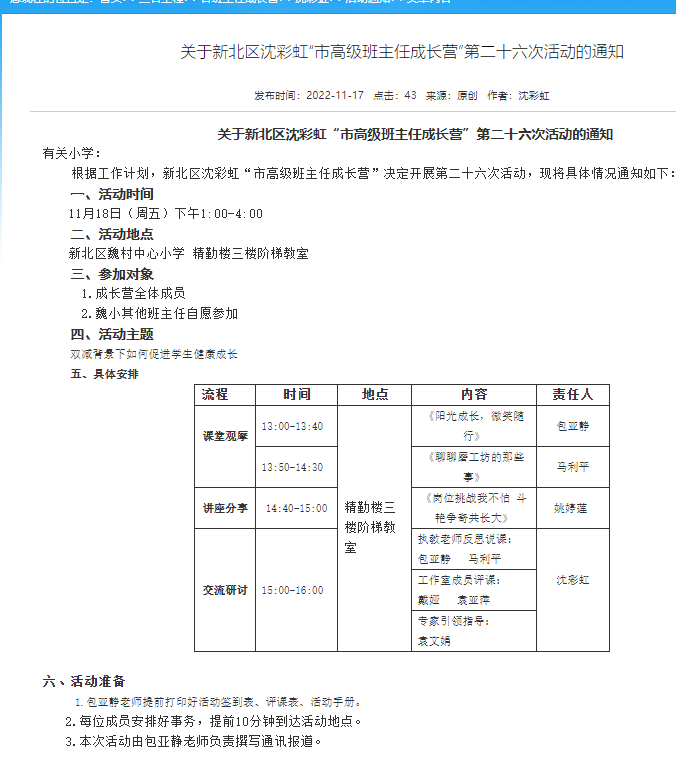 关于新北区沈彩虹“市高级班主任成长营”第二十六次活动的通知
发布时间：2022-11-17 点击：43 来源：原创 作者：沈彩虹
关于新北区沈彩虹“市高级班主任成长营”第二十六次活动的通知
有关小学：
根据工作计划，新北区沈彩虹“市高级班主任成长营”决定开展第二十六次活动，现将具体情况通知如下：
一、活动时间
11月18日（周五）下午1:00-4:00
二、活动地点
新北区魏村中心小学 精勤楼三楼阶梯教室
三、参加对象
1.成长营全体成员
2.魏小其他班主任自愿参加
四、活动主题
双减背景下如何促进学生健康成长
五、具体安排
流程 时间 地点 内容 责任人
课堂观摩 13:00-13:40 《阳光成长，微笑随
行》 包亚静
13:50-14:30 《聊聊磨工坊的那些
事》 马利平
讲座分享 14:40-15:00 精勤楼三
楼阶梯教
室 《岗位挑战我不怕 斗
艳争奇共长大》 姚婷莲
交流研讨 15:00-16:00 执教老师反思说课：
包亚静 马利平 沈彩虹
工作室成员评课：
戴娅 袁亚萍
专家引领指导：
袁文娟
六、活动准备
1.包亚静老师提前打印好活动签到表、评课表、活动手册。
2.每位成员安排好事务，提前10分钟到达活动地点。
3.本次活动由包亚静老师负责撰写通讯报道。